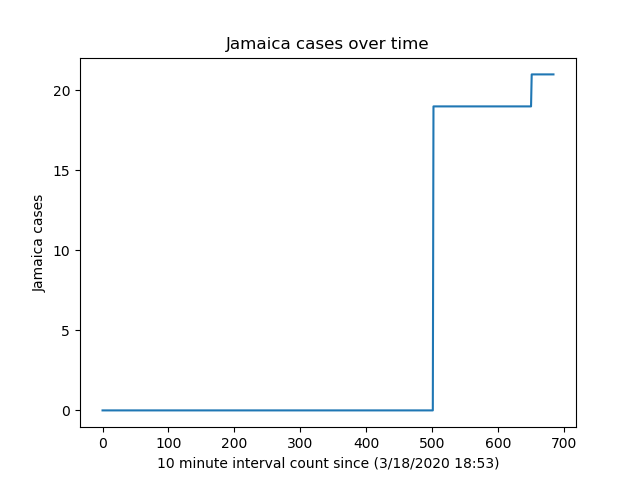 Jamaica cases over time
20
15
10
5
0
Jamaica cases
0 100 200 300 400 500 600 700
10 minute interval count since (3/18/2020 18:53)